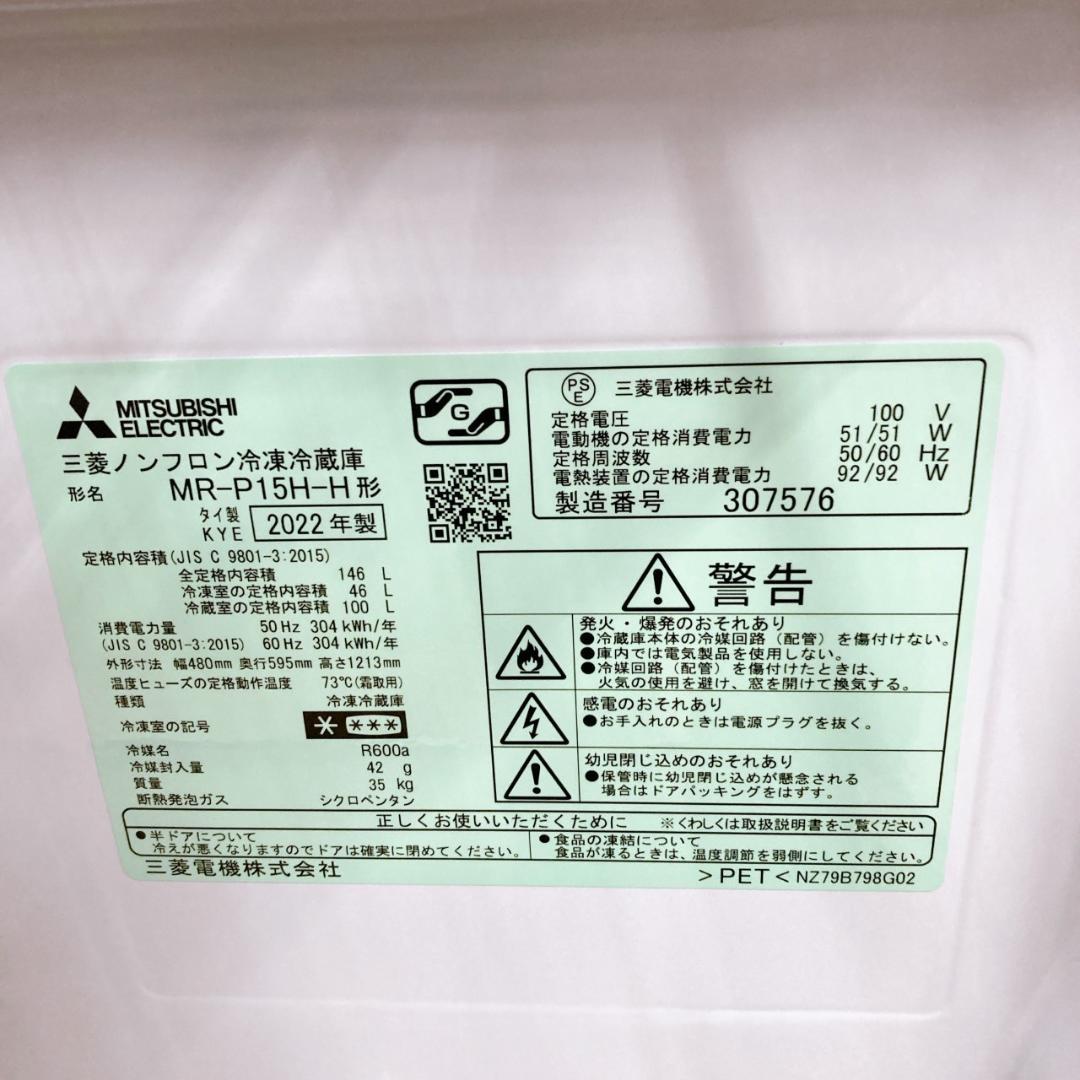 MITSUBISHI
ELECTRIC
三菱ノンフロン冷凍冷蔵庫
形名 MR-P15H-H形
タイ製
KYE 2022年製
定格内容積(JIS C 9801-3:2015)
全定格内容積 146 L
冷凍室の定格内容積 46 L
冷蔵室の定格内容積 100 L
消費電力量 50Hz 304kWh/年
(JIS C 9801-3:2015) 60Hz 304kWh/年
外形寸法 幅480mm 奥行595mm 高さ1213mm
温度ヒューズの定格動作温度 73℃(霜取用)
種類 冷凍冷蔵庫
冷凍室の記号 * ***
冷媒名 R600a
冷媒封入量 42 g
質量 35 kg
断熱発泡ガス シクロペンタン
G
PSE 三菱電機株式会社
定格電圧 100 V
電動機の定格消費電力 51/51 W
定格周波数 50/60 Hz
電熱装置の定格消費電力 92/92 W
製造番号 307576
警告
発火・爆発のおそれあり
●冷蔵庫本体の冷媒回路(配管)を傷付けない。
●庫内では電気製品を使用しない。
●冷媒回路(配管)を傷付けたときは、
火気の使用を避け、窓を開けて換気する。
感電のおそれあり
●お手入れのときは電源プラグを抜く。
幼児閉じ込めのおそれあり
●保管時に幼児閉じ込めが懸念される
場合はドアパッキングをはずす。
正しくお使いいただくために ※くわしくは取扱説明書をご覧ください
●半ドアについて
冷えが悪くなりますのでドアは確実に閉めてください。
●食品の凍結について
食品が凍るときは、温度調節を弱側にしてください。
三菱電機株式会社
>PET< NZ79B798G02